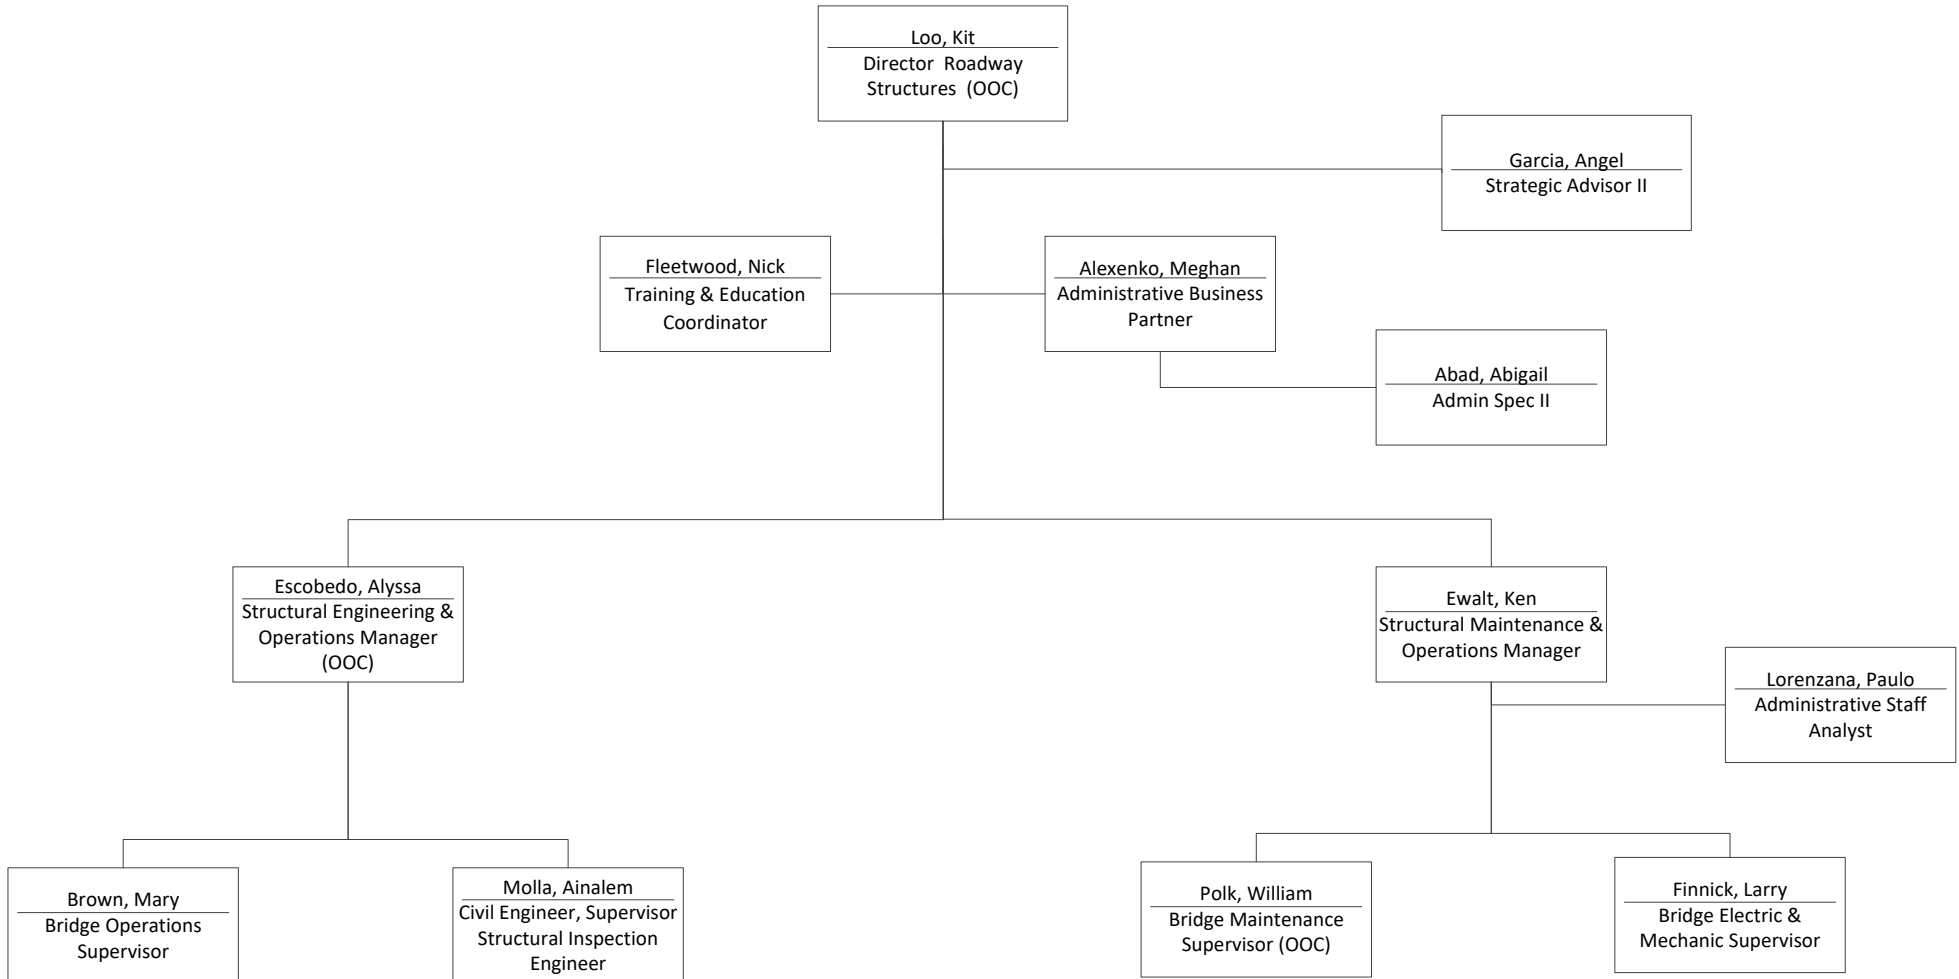 Loo, Kit
Director  Roadway
Structures  (OOC)
Garcia, Angel
Strategic Advisor II
Fleetwood, Nick
Training & Education
Coordinator
Alexenko, Meghan
Administrative Business
Partner
Abad, Abigail
Admin Spec II
Escobedo, Alyssa
Structural Engineering &
Operations Manager
(OOC)
Ewalt, Ken
Structural Maintenance &
Operations Manager
Lorenzana, Paulo
Administrative Staff
Analyst
Brown, Mary
Bridge Operations
Supervisor
Molla, Ainalem
Civil Engineer, Supervisor
Structural Inspection
Engineer
Polk, William
Bridge Maintenance
Supervisor (OOC)
Finnick, Larry
Bridge Electric &
Mechanic Supervisor